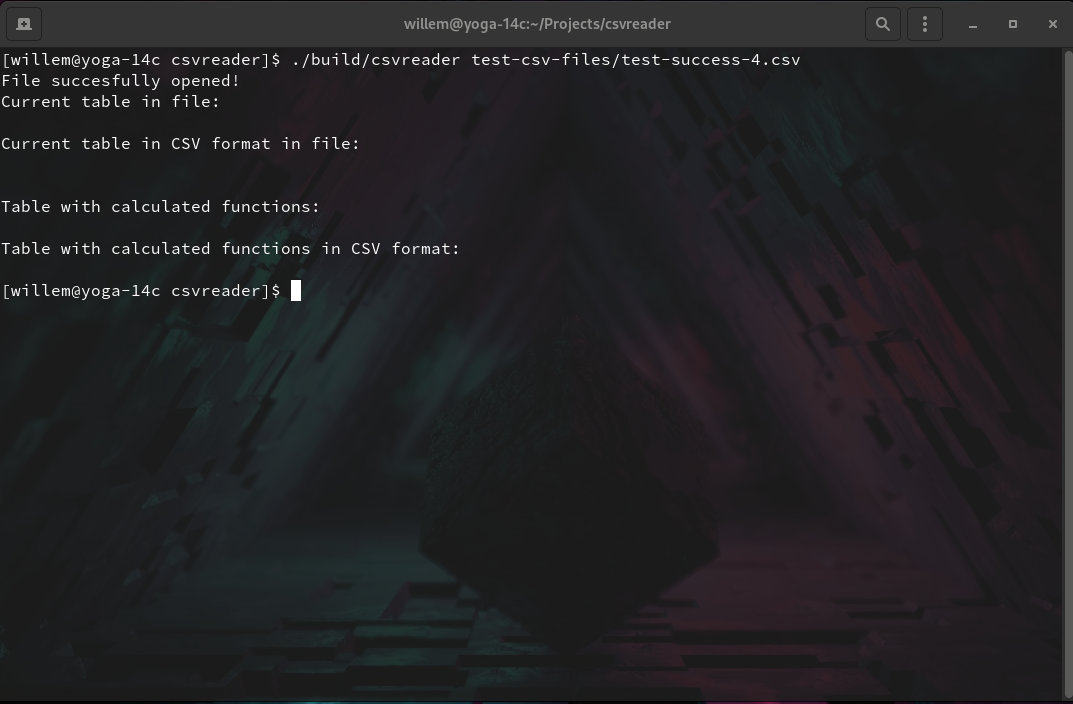 willem@yoga-14c:~/Projects/csvreader
[willem@yoga-14c csvreader]$ ./build/csvreader test-csv-files/test-success-4.csv
File succesfully opened!
Current table in file:
Current table in CSV format in file:
Table with calculated functions:
Table with calculated functions in CSV format:
[willem@yoga-14c csvreader]$